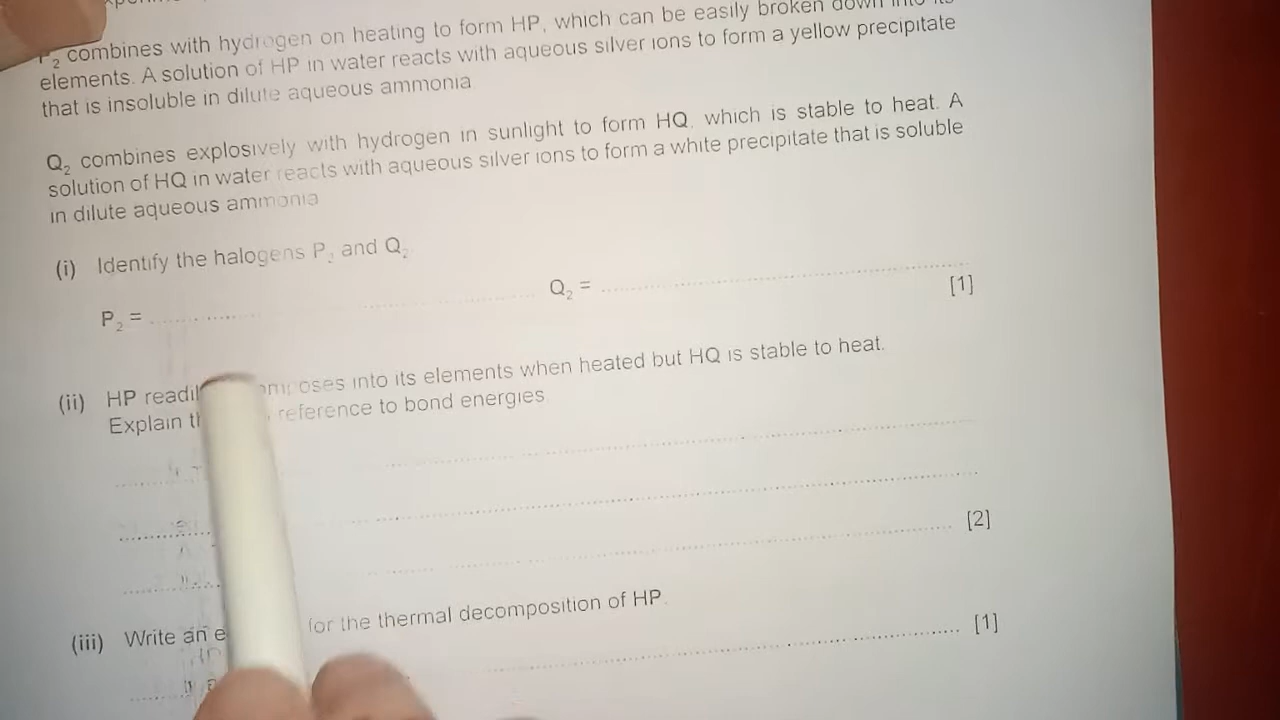 P₂ combines with hydrogen on heating to form HP, which can be easily broken down into its
elements. A solution of HP in water reacts with aqueous silver ions to form a yellow precipitate
that is insoluble in dilute aqueous ammonia
Q₂ combines explosively with hydrogen in sunlight to form HQ, which is stable to heat. A
solution of HQ in water reacts with aqueous silver ions to form a white precipitate that is soluble
in dilute aqueous ammonia
(i) Identify the halogens P₂ and Q₂
P₂ = ........................ Q₂ = ........................ [1]
(ii) HP readil mposes into its elements when heated but HQ is stable to heat.
Explain reference to bond energies
[2]
(iii) Write an e for the thermal decomposition of HP.
[1]